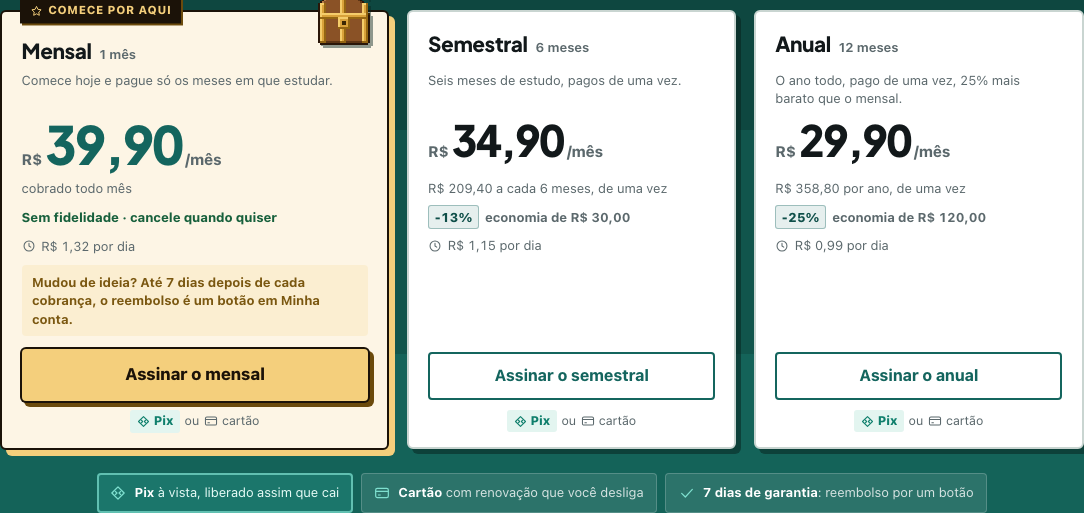 COMECE POR AQUI
Mensal 1 mês
Comece hoje e pague só os meses em que estudar.
R$ 39,90/mês
cobrado todo mês
Sem fidelidade · cancele quando quiser
R$ 1,32 por dia
Mudou de ideia? Até 7 dias depois de cada
cobrança, o reembolso é um botão em Minha
conta.
Assinar o mensal
Pix ou cartão
Semestral 6 meses
Seis meses de estudo, pagos de uma vez.
R$ 34,90/mês
R$ 209,40 a cada 6 meses, de uma vez
-13% economia de R$ 30,00
R$ 1,15 por dia
Assinar o semestral
Pix ou cartão
Anual 12 meses
O ano todo, pago de uma vez, 25% mais
barato que o mensal.
R$ 29,90/mês
R$ 358,80 por ano, de uma vez
-25% economia de R$ 120,00
R$ 0,99 por dia
Assinar o anual
Pix ou cartão
Pix à vista, liberado assim que cai
Cartão com renovação que você desliga
7 dias de garantia: reembolso por um botão